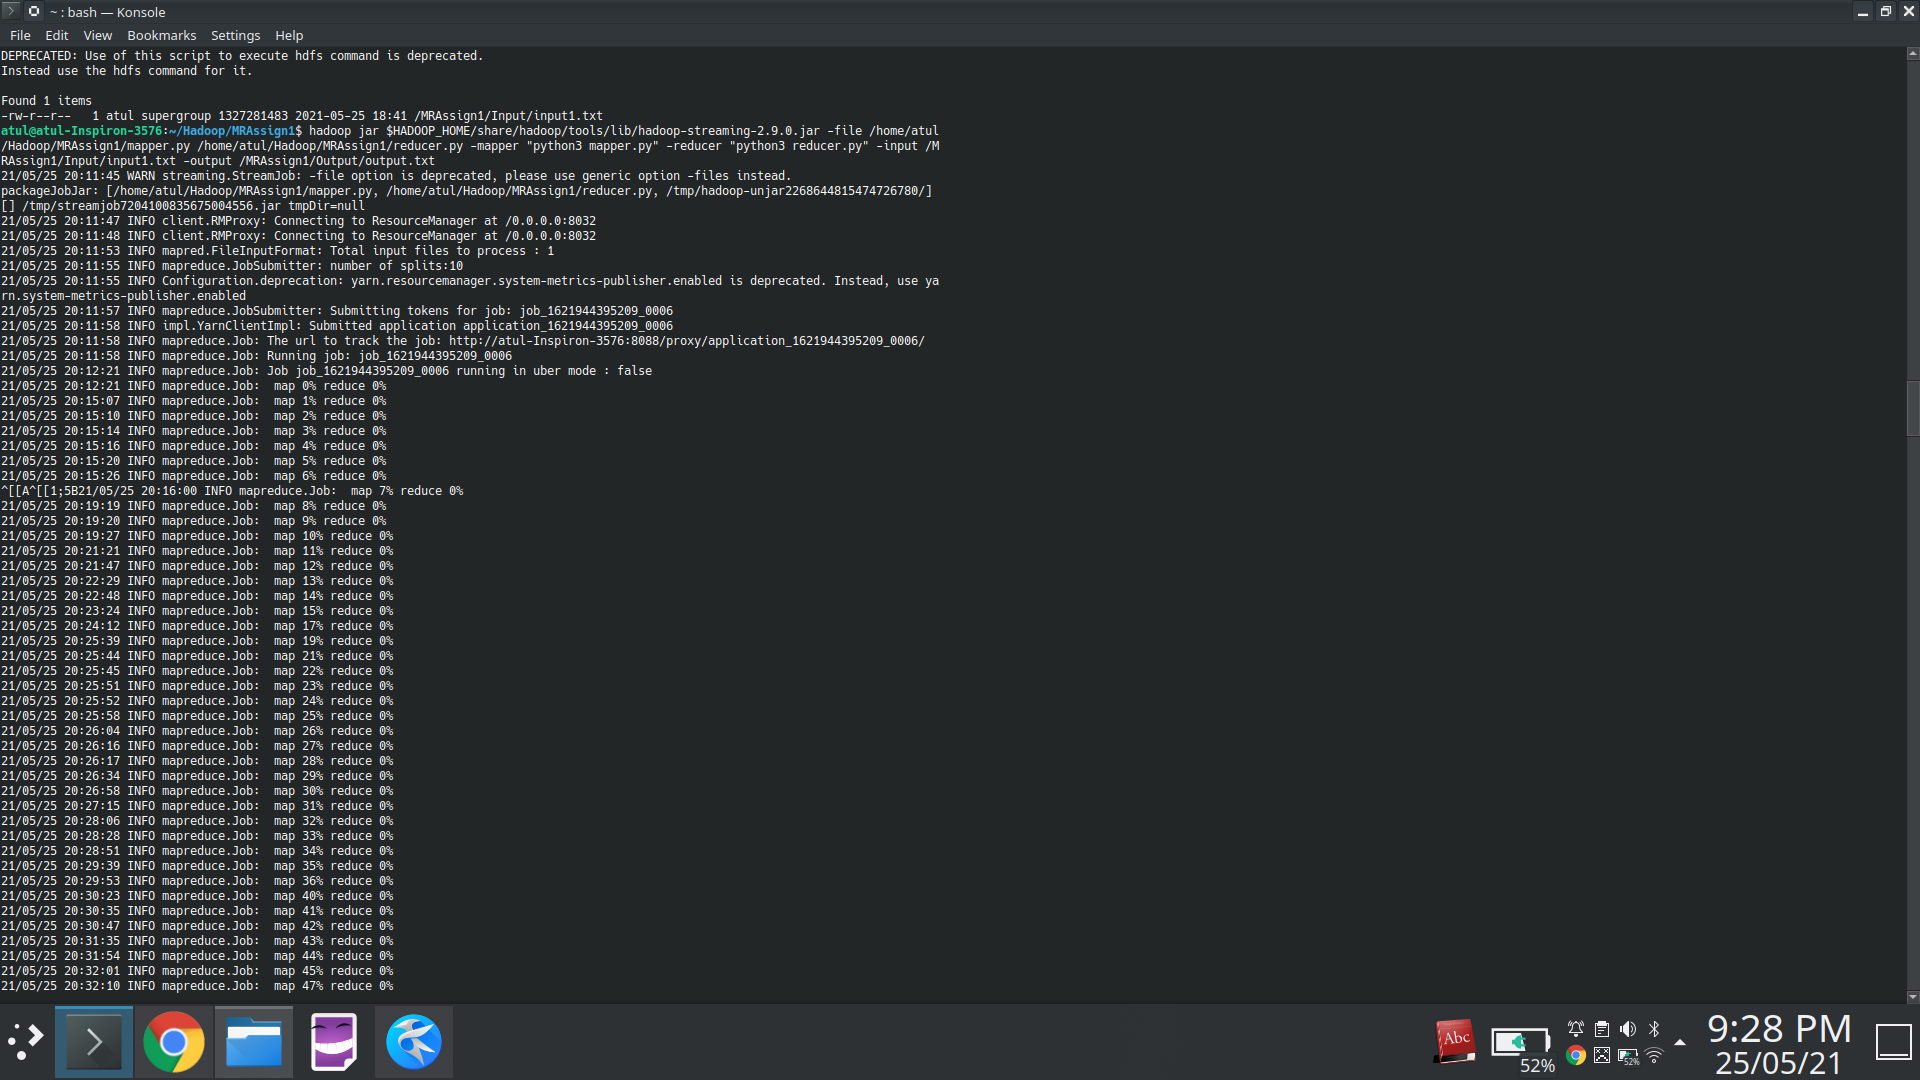 ~ : bash — Konsole
File Edit View Bookmarks Settings Help
DEPRECATED: Use of this script to execute hdfs command is deprecated.
Instead use the hdfs command for it.
Found 1 items
-rw-r--r--   1 atul supergroup 1327281483 2021-05-25 18:41 /MRAssign1/Input/input1.txt
atul@atul-Inspiron-3576:~/Hadoop/MRAssign1$ hadoop jar $HADOOP_HOME/share/hadoop/tools/lib/hadoop-streaming-2.9.0.jar -file /home/atul
/Hadoop/MRAssign1/mapper.py /home/atul/Hadoop/MRAssign1/reducer.py -mapper "python3 mapper.py" -reducer "python3 reducer.py" -input /M
RAssign1/Input/input1.txt -output /MRAssign1/Output/output.txt
21/05/25 20:11:45 WARN streaming.StreamJob: -file option is deprecated, please use generic option -files instead.
packageJobJar: [/home/atul/Hadoop/MRAssign1/mapper.py, /home/atul/Hadoop/MRAssign1/reducer.py, /tmp/hadoop-unjar2268644815474726780/]
[] /tmp/streamjob7204100835675004556.jar tmpDir=null
21/05/25 20:11:47 INFO client.RMProxy: Connecting to ResourceManager at /0.0.0.0:8032
21/05/25 20:11:48 INFO client.RMProxy: Connecting to ResourceManager at /0.0.0.0:8032
21/05/25 20:11:53 INFO mapred.FileInputFormat: Total input files to process : 1
21/05/25 20:11:55 INFO mapreduce.JobSubmitter: number of splits:10
21/05/25 20:11:55 INFO Configuration.deprecation: yarn.resourcemanager.system-metrics-publisher.enabled is deprecated. Instead, use ya
rn.system-metrics-publisher.enabled
21/05/25 20:11:57 INFO mapreduce.JobSubmitter: Submitting tokens for job: job_1621944395209_0006
21/05/25 20:11:58 INFO impl.YarnClientImpl: Submitted application application_1621944395209_0006
21/05/25 20:11:58 INFO mapreduce.Job: The url to track the job: http://atul-Inspiron-3576:8088/proxy/application_1621944395209_0006/
21/05/25 20:11:58 INFO mapreduce.Job: Running job: job_1621944395209_0006
21/05/25 20:12:21 INFO mapreduce.Job: Job job_1621944395209_0006 running in uber mode : false
21/05/25 20:12:21 INFO mapreduce.Job:  map 0% reduce 0%
21/05/25 20:15:07 INFO mapreduce.Job:  map 1% reduce 0%
21/05/25 20:15:10 INFO mapreduce.Job:  map 2% reduce 0%
21/05/25 20:15:14 INFO mapreduce.Job:  map 3% reduce 0%
21/05/25 20:15:16 INFO mapreduce.Job:  map 4% reduce 0%
21/05/25 20:15:20 INFO mapreduce.Job:  map 5% reduce 0%
21/05/25 20:15:26 INFO mapreduce.Job:  map 6% reduce 0%
^[[A^[[1;5B21/05/25 20:16:00 INFO mapreduce.Job:  map 7% reduce 0%
21/05/25 20:19:19 INFO mapreduce.Job:  map 8% reduce 0%
21/05/25 20:19:20 INFO mapreduce.Job:  map 9% reduce 0%
21/05/25 20:19:27 INFO mapreduce.Job:  map 10% reduce 0%
21/05/25 20:21:21 INFO mapreduce.Job:  map 11% reduce 0%
21/05/25 20:21:47 INFO mapreduce.Job:  map 12% reduce 0%
21/05/25 20:22:29 INFO mapreduce.Job:  map 13% reduce 0%
21/05/25 20:22:48 INFO mapreduce.Job:  map 14% reduce 0%
21/05/25 20:23:24 INFO mapreduce.Job:  map 15% reduce 0%
21/05/25 20:24:12 INFO mapreduce.Job:  map 17% reduce 0%
21/05/25 20:25:39 INFO mapreduce.Job:  map 19% reduce 0%
21/05/25 20:25:44 INFO mapreduce.Job:  map 21% reduce 0%
21/05/25 20:25:45 INFO mapreduce.Job:  map 22% reduce 0%
21/05/25 20:25:51 INFO mapreduce.Job:  map 23% reduce 0%
21/05/25 20:25:52 INFO mapreduce.Job:  map 24% reduce 0%
21/05/25 20:25:58 INFO mapreduce.Job:  map 25% reduce 0%
21/05/25 20:26:04 INFO mapreduce.Job:  map 26% reduce 0%
21/05/25 20:26:16 INFO mapreduce.Job:  map 27% reduce 0%
21/05/25 20:26:17 INFO mapreduce.Job:  map 28% reduce 0%
21/05/25 20:26:34 INFO mapreduce.Job:  map 29% reduce 0%
21/05/25 20:26:58 INFO mapreduce.Job:  map 30% reduce 0%
21/05/25 20:27:15 INFO mapreduce.Job:  map 31% reduce 0%
21/05/25 20:28:06 INFO mapreduce.Job:  map 32% reduce 0%
21/05/25 20:28:28 INFO mapreduce.Job:  map 33% reduce 0%
21/05/25 20:28:51 INFO mapreduce.Job:  map 34% reduce 0%
21/05/25 20:29:39 INFO mapreduce.Job:  map 35% reduce 0%
21/05/25 20:29:53 INFO mapreduce.Job:  map 36% reduce 0%
21/05/25 20:30:23 INFO mapreduce.Job:  map 40% reduce 0%
21/05/25 20:30:35 INFO mapreduce.Job:  map 41% reduce 0%
21/05/25 20:30:47 INFO mapreduce.Job:  map 42% reduce 0%
21/05/25 20:31:35 INFO mapreduce.Job:  map 43% reduce 0%
21/05/25 20:31:54 INFO mapreduce.Job:  map 44% reduce 0%
21/05/25 20:32:01 INFO mapreduce.Job:  map 45% reduce 0%
21/05/25 20:32:10 INFO mapreduce.Job:  map 47% reduce 0%
Abc
52%
52%
9:28 PM
25/05/21